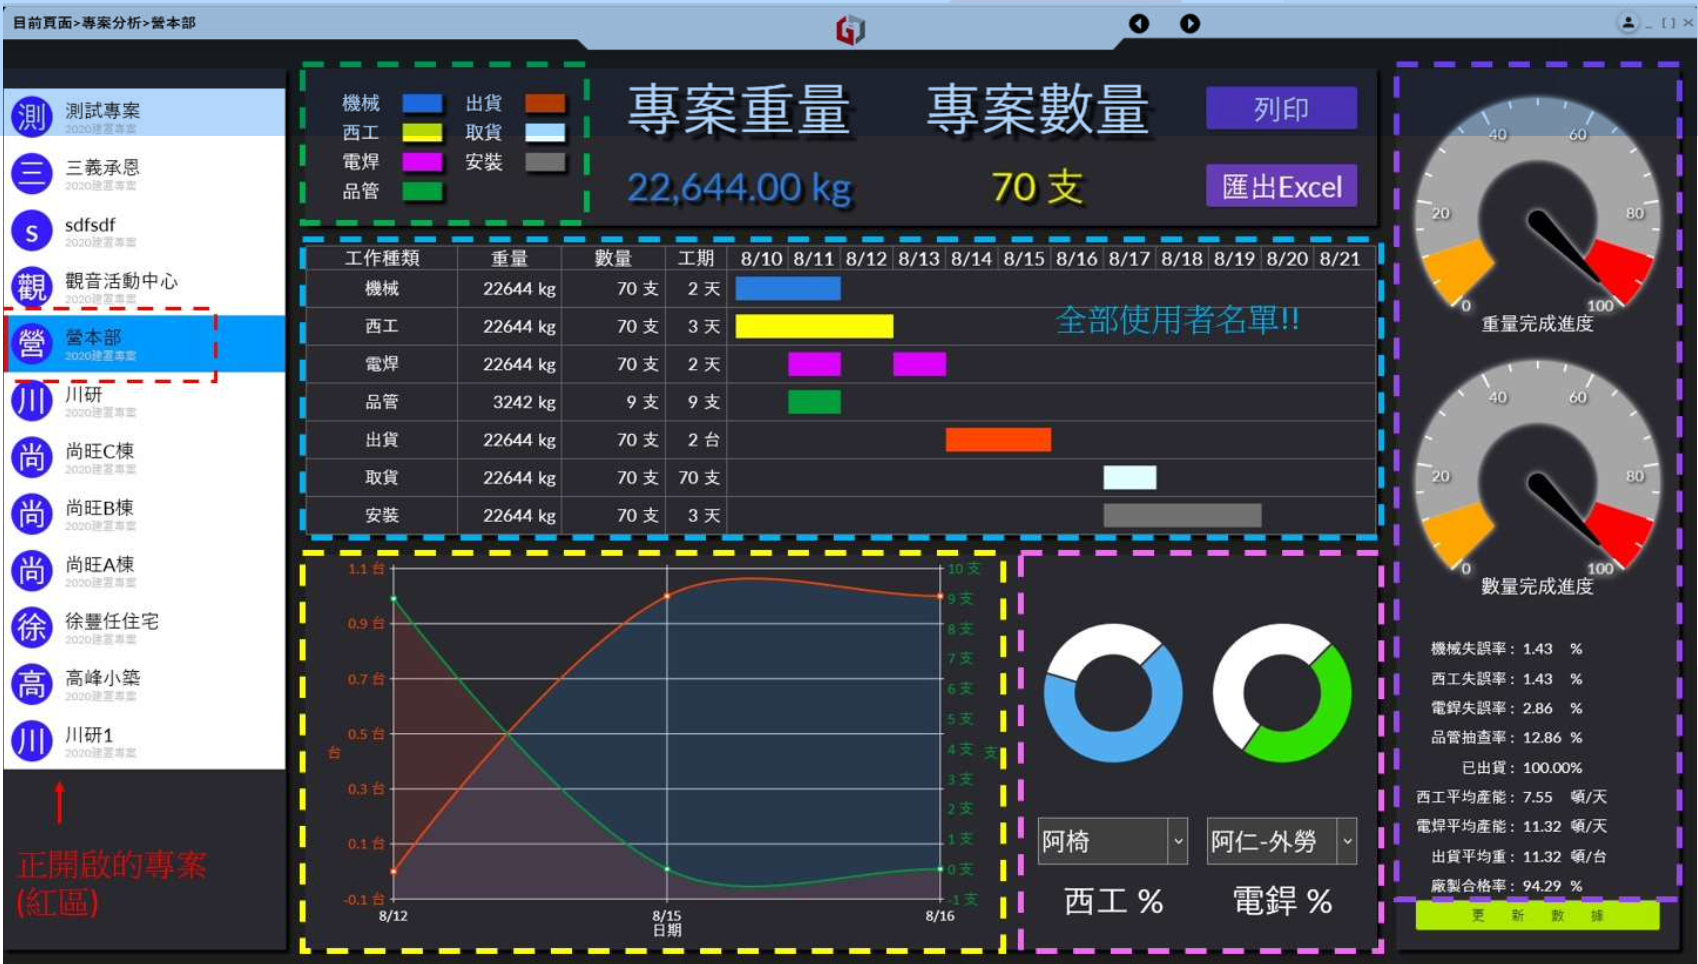 目前頁面>專案分析>營本部
_ [ ] ×
測 測試專案
2020建置專案
三 三義承恩
2020建置專案
s sdfsdf
2020建置專案
觀 觀音活動中心
2020建置專案
營 營本部
2020建置專案
川 川研
2020建置專案
尚 尚旺C棟
2020建置專案
尚 尚旺B棟
2020建置專案
尚 尚旺A棟
2020建置專案
徐 徐豐任住宅
2020建置專案
高 高峰小築
2020建置專案
川 川研1
2020建置專案
正開啟的專案
(紅區)
機械 出貨
西工 取貨
電焊 安裝
品管
專案重量 專案數量 列印
22,644.00 kg 70 支 匯出Excel
工作種類 重量 數量 工期 8/10 8/11 8/12 8/13 8/14 8/15 8/16 8/17 8/18 8/19 8/20 8/21
機械 22644 kg 70 支 2 天
西工 22644 kg 70 支 3 天
全部使用者名單!!
電焊 22644 kg 70 支 2 天
品管 3242 kg 9 支 9 支
出貨 22644 kg 70 支 2 台
取貨 22644 kg 70 支 70 支
安裝 22644 kg 70 支 3 天
1.1 台
0.9 台
0.7 台
0.5 台
0.3 台
0.1 台
-0.1 台
台
10 支
9 支
8 支
7 支
6 支
5 支
4 支
3 支
2 支
1 支
0 支
-1 支
支
8/12 8/15 8/16
日期
阿椅 阿仁-外勞
西工 % 電銲 %
0 20 40 60 80 100
重量完成進度
0 20 40 60 80 100
數量完成進度
機械失誤率: 1.43 %
西工失誤率: 1.43 %
電銲失誤率: 2.86 %
品管抽查率: 12.86 %
已出貨: 100.00%
西工平均產能: 7.55 頓/天
電焊平均產能: 11.32 頓/天
出貨平均重: 11.32 頓/台
廠製合格率: 94.29 %
更 新 數 據